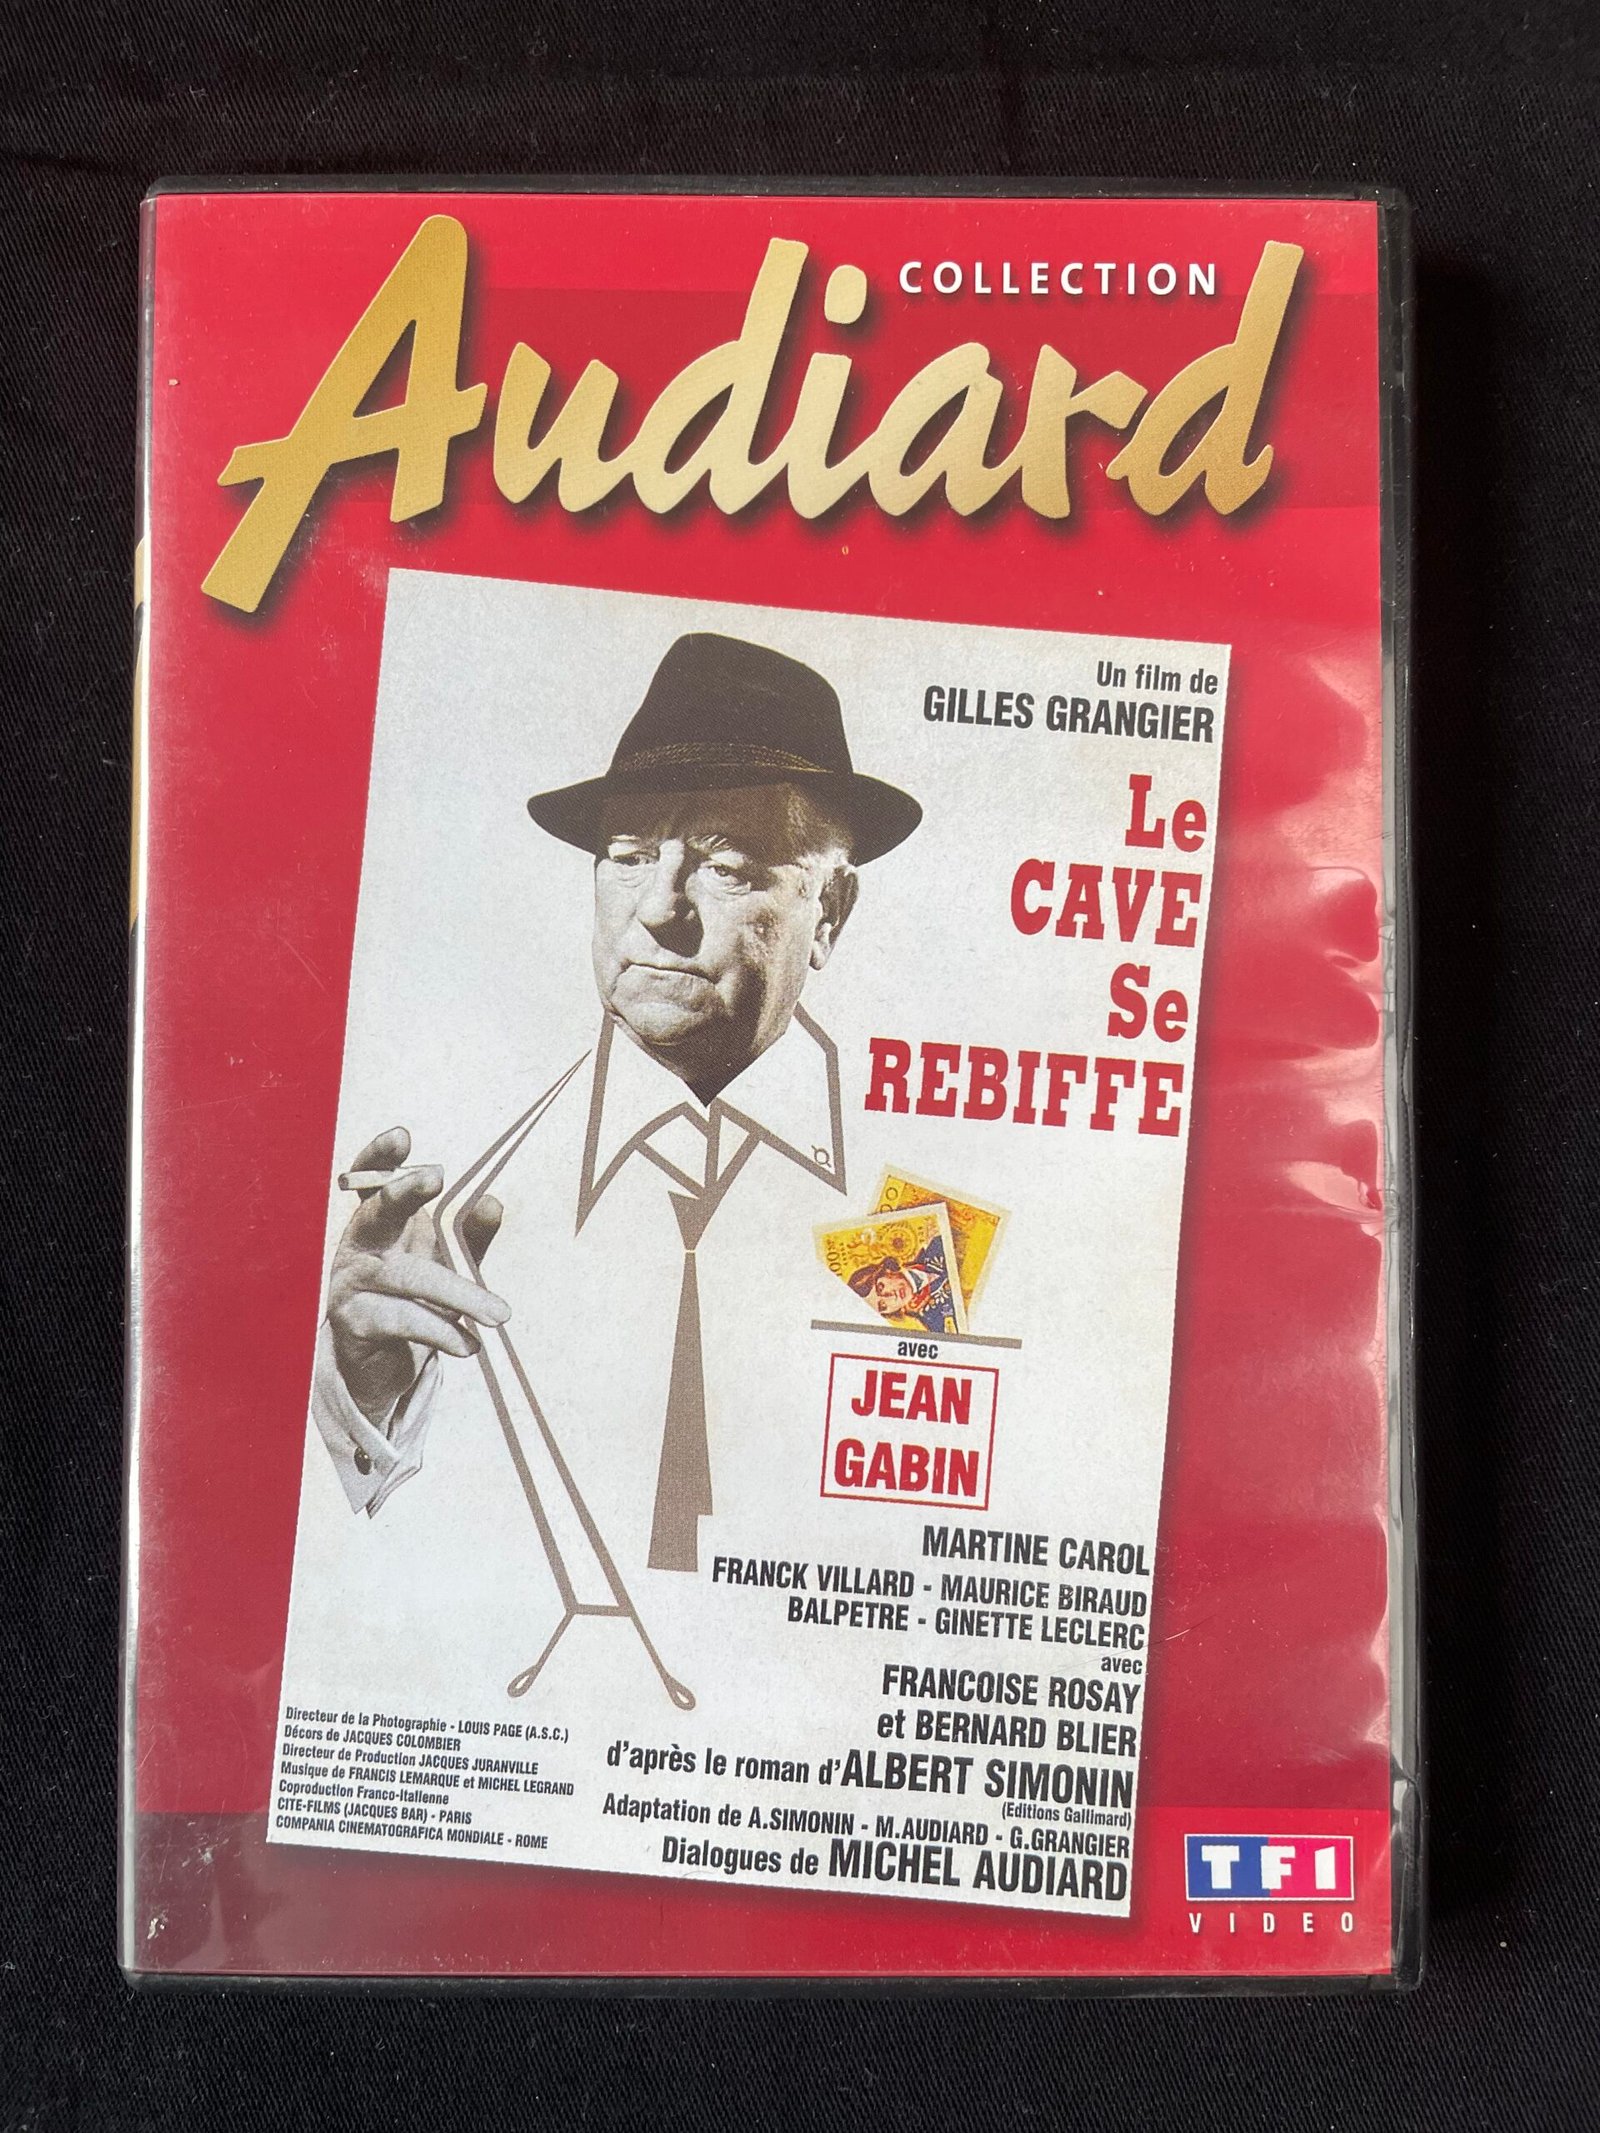 COLLECTION
Audiard
Un film de
GILLES GRANGIER
Le
CAVE
Se
REBIFFE
avec
JEAN
GABIN
MARTINE CAROL
FRANCK VILLARD - MAURICE BIRAUD
BALPETRE - GINETTE LECLERC
avec
FRANCOISE ROSAY
et BERNARD BLIER
d'après le roman d'ALBERT SIMONIN
(Editions Gallimard)
Adaptation de A.SIMONIN - M.AUDIARD - G.GRANGIER
Dialogues de MICHEL AUDIARD
Directeur de la Photographie - LOUIS PAGE (A.S.C.)
Décors de JACQUES COLOMBIER
Directeur de Production JACQUES JURANVILLE
Musique de FRANCIS LEMARQUE et MICHEL LEGRAND
Coproduction Franco-Italienne
CITE-FILMS (JACQUES BAR) - PARIS
COMPANIA CINEMATOGRAFICA MONDIALE - ROME
TF1
VIDEO